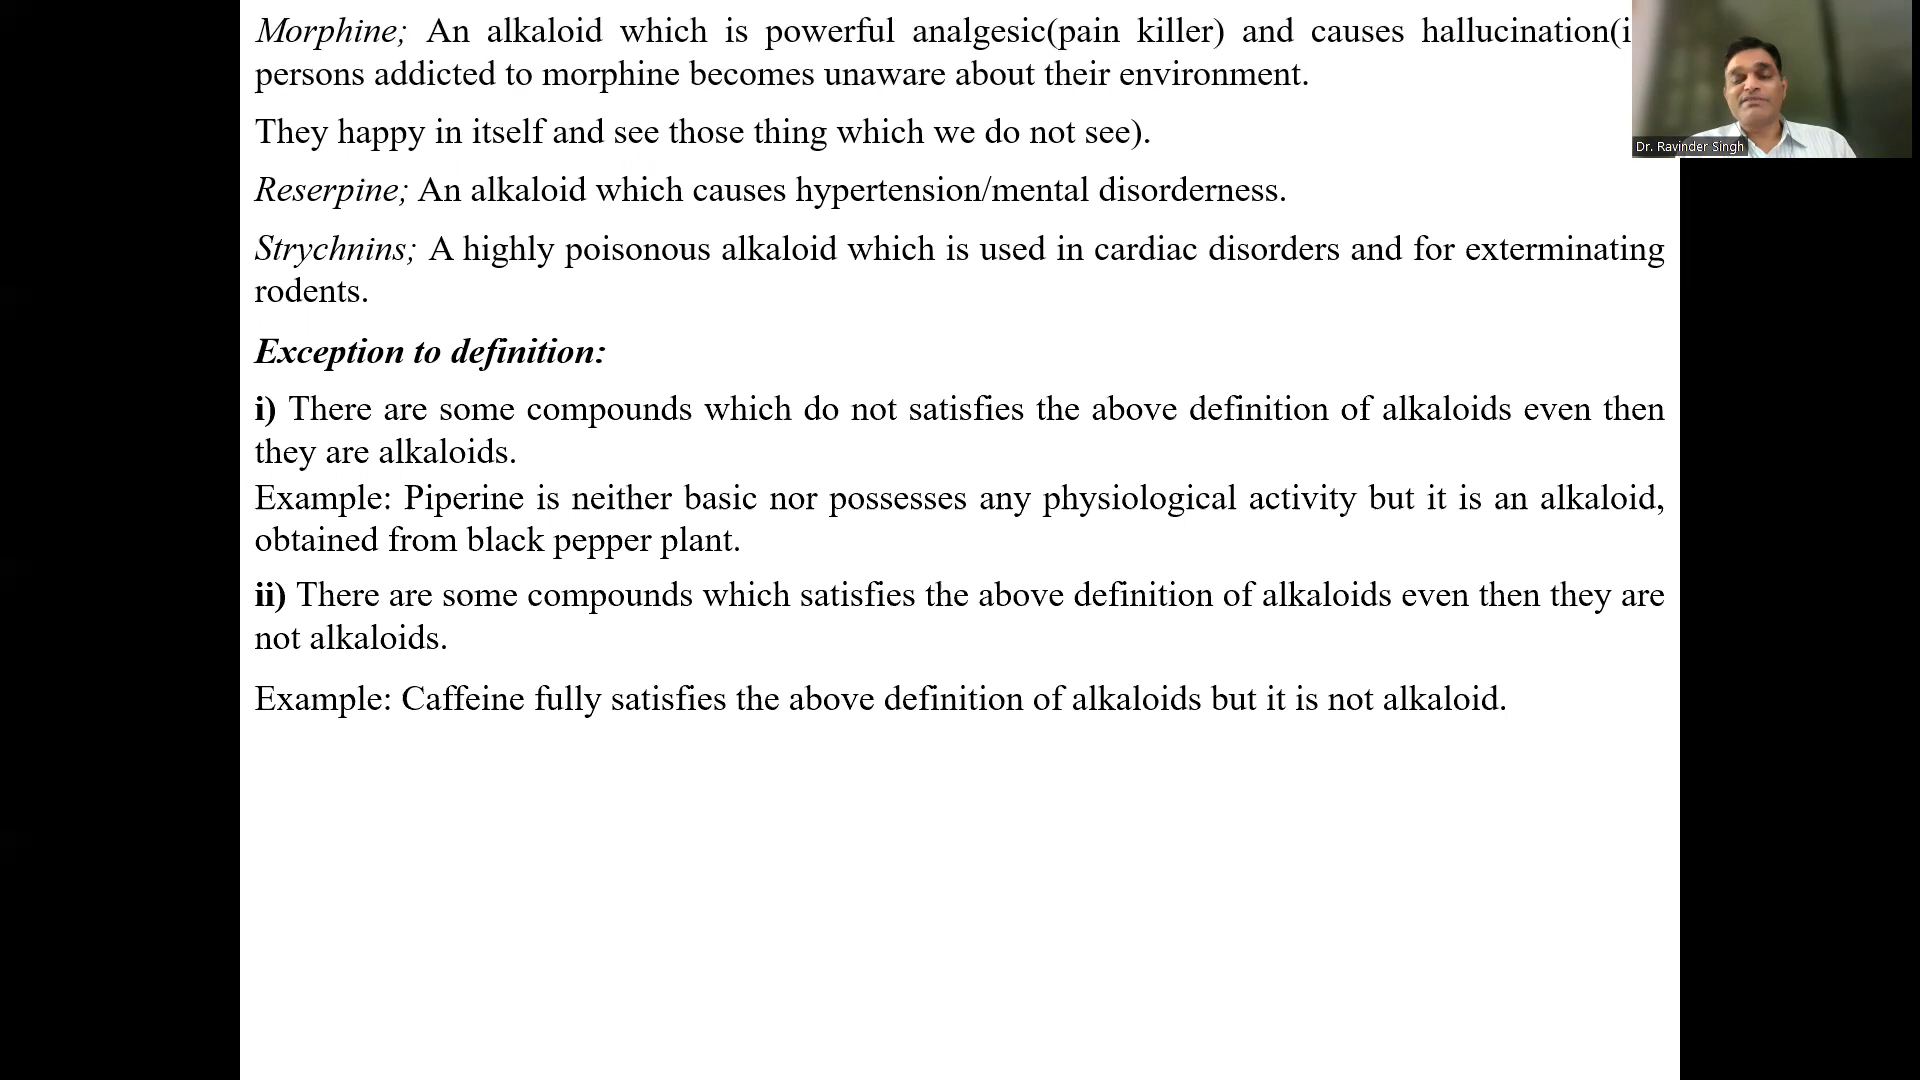 Morphine; An alkaloid which is powerful analgesic(pain killer) and causes hallucination(i
persons addicted to morphine becomes unaware about their environment.
They happy in itself and see those thing which we do not see).
Reserpine; An alkaloid which causes hypertension/mental disorderness.
Strychnins; A highly poisonous alkaloid which is used in cardiac disorders and for exterminating
rodents.
Exception to definition:
i) There are some compounds which do not satisfies the above definition of alkaloids even then
they are alkaloids.
Example: Piperine is neither basic nor possesses any physiological activity but it is an alkaloid,
obtained from black pepper plant.
ii) There are some compounds which satisfies the above definition of alkaloids even then they are
not alkaloids.
Example: Caffeine fully satisfies the above definition of alkaloids but it is not alkaloid.
Dr. Ravinder Singh